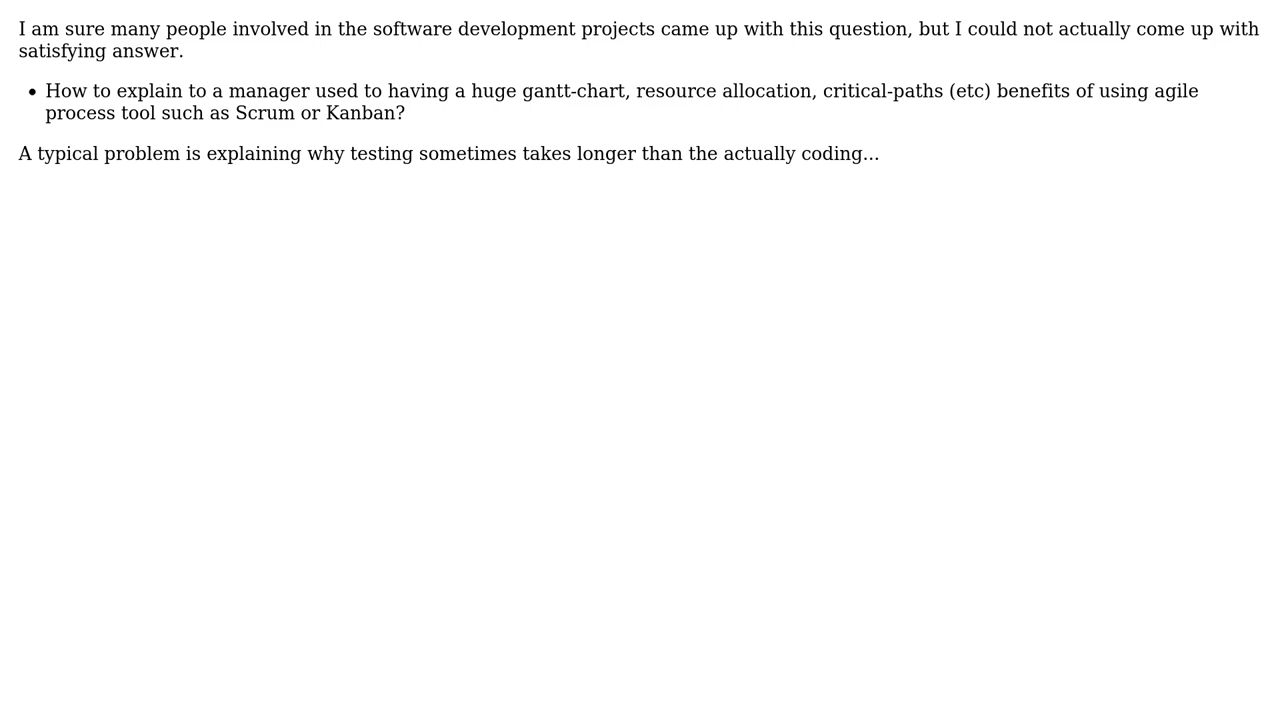 I am sure many people involved in the software development projects came up with this question, but I could not actually come up with
satisfying answer.
• How to explain to a manager used to having a huge gantt-chart, resource allocation, critical-paths (etc) benefits of using agile
process tool such as Scrum or Kanban?
A typical problem is explaining why testing sometimes takes longer than the actually coding...